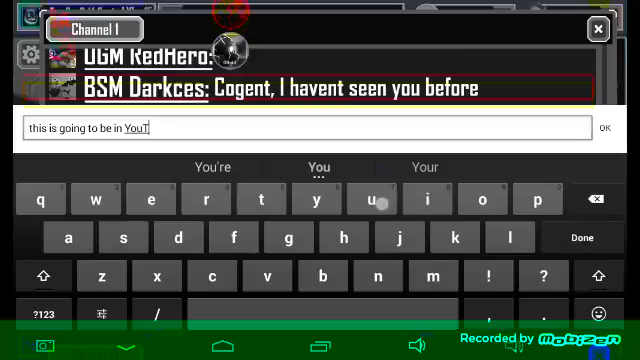 Channel 1
UGM RedHero:
BSM Darkces: Cogent, I havent seen you before
this is going to be in YouT
OK
You're You Your
q w e r t y u i o p
a s d f g h j k l Done
z x c v b n m ! ?
?123 / , .
Recorded by Mobizen